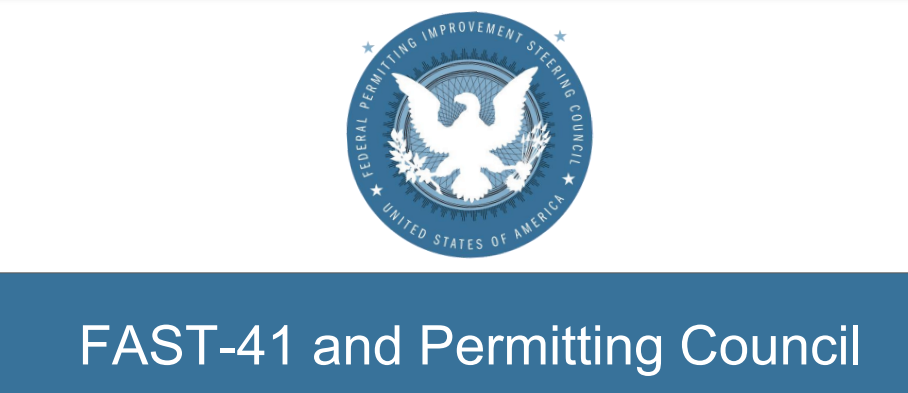 FEDERAL PERMITTING IMPROVEMENT STEERING COUNCIL
UNITED STATES OF AMERICA
FAST-41 and Permitting Council